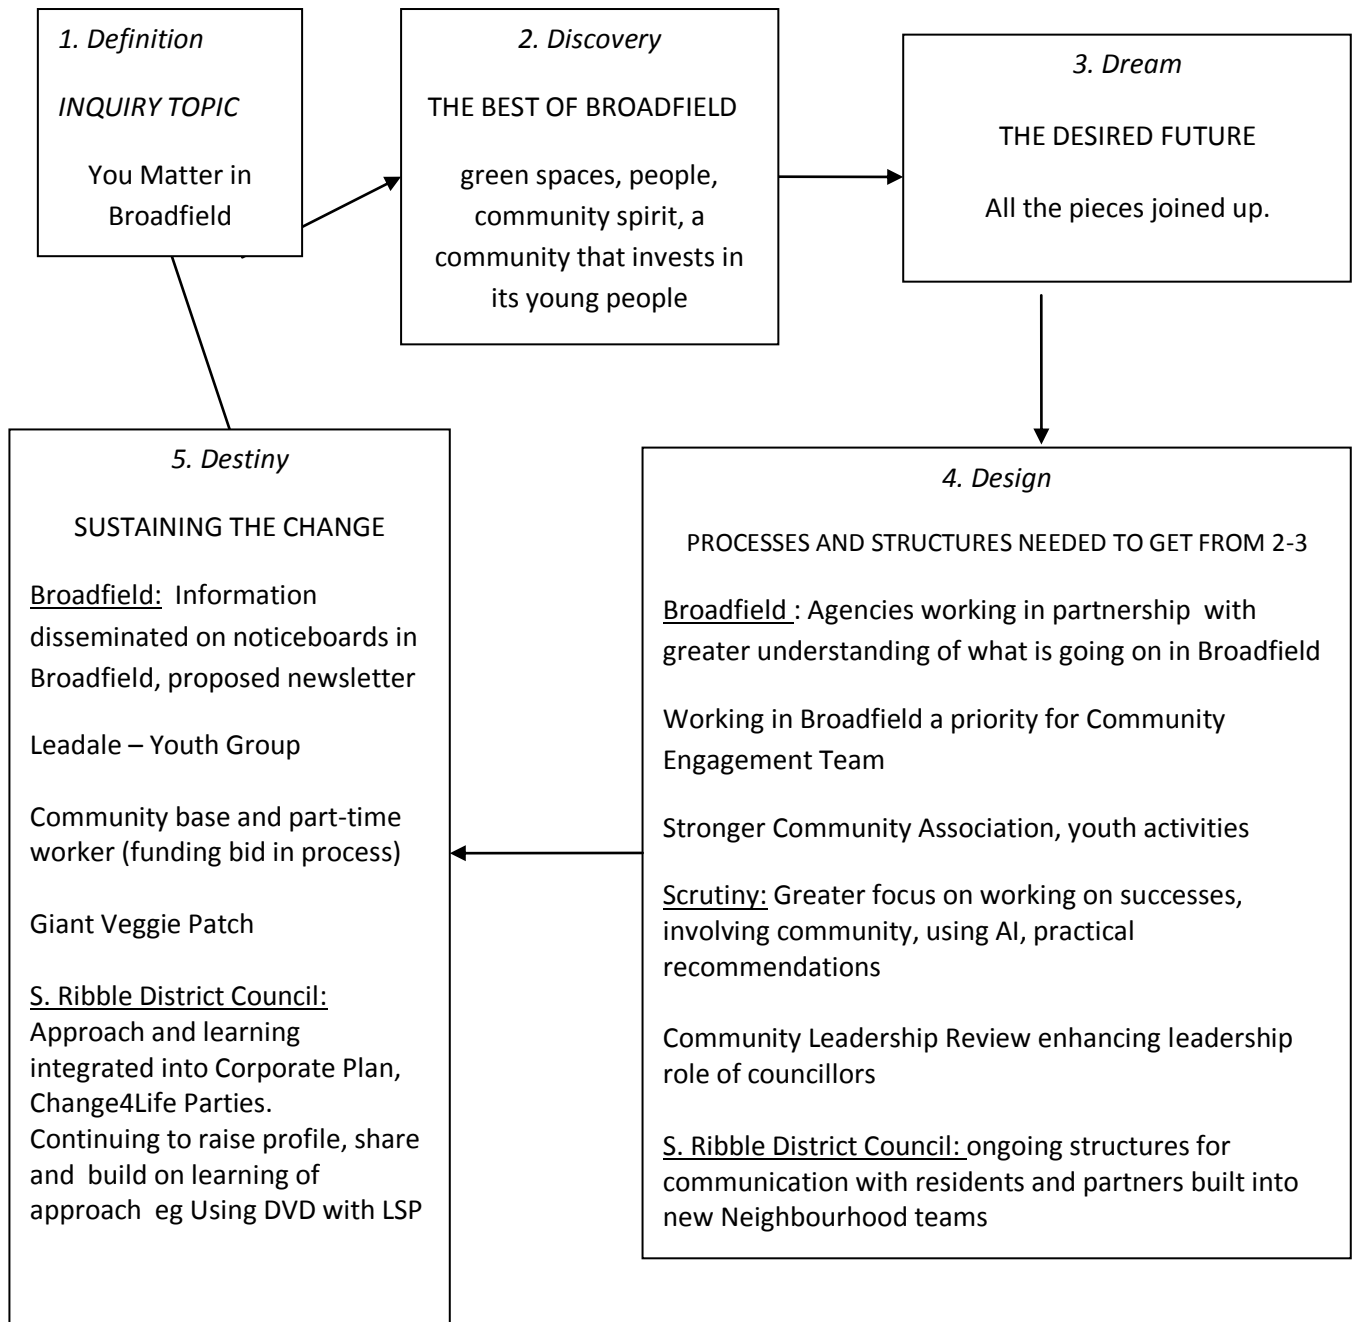 1. Definition
INQUIRY TOPIC
You Matter in
Broadfield
2. Discovery
THE BEST OF BROADFIELD
green spaces, people,
community spirit, a
community that invests in
its young people
3. Dream
THE DESIRED FUTURE
All the pieces joined up.
4. Design
PROCESSES AND STRUCTURES NEEDED TO GET FROM 2-3
Broadfield : Agencies working in partnership with
greater understanding of what is going on in Broadfield
Working in Broadfield a priority for Community
Engagement Team
Stronger Community Association, youth activities
Scrutiny: Greater focus on working on successes,
involving community, using AI, practical
recommendations
Community Leadership Review enhancing leadership
role of councillors
S. Ribble District Council: ongoing structures for
communication with residents and partners built into
new Neighbourhood teams
5. Destiny
SUSTAINING THE CHANGE
Broadfield: Information
disseminated on noticeboards in
Broadfield, proposed newsletter
Leadale – Youth Group
Community base and part-time
worker (funding bid in process)
Giant Veggie Patch
S. Ribble District Council:
Approach and learning
integrated into Corporate Plan,
Change4Life Parties.
Continuing to raise profile, share
and build on learning of
approach eg Using DVD with LSP